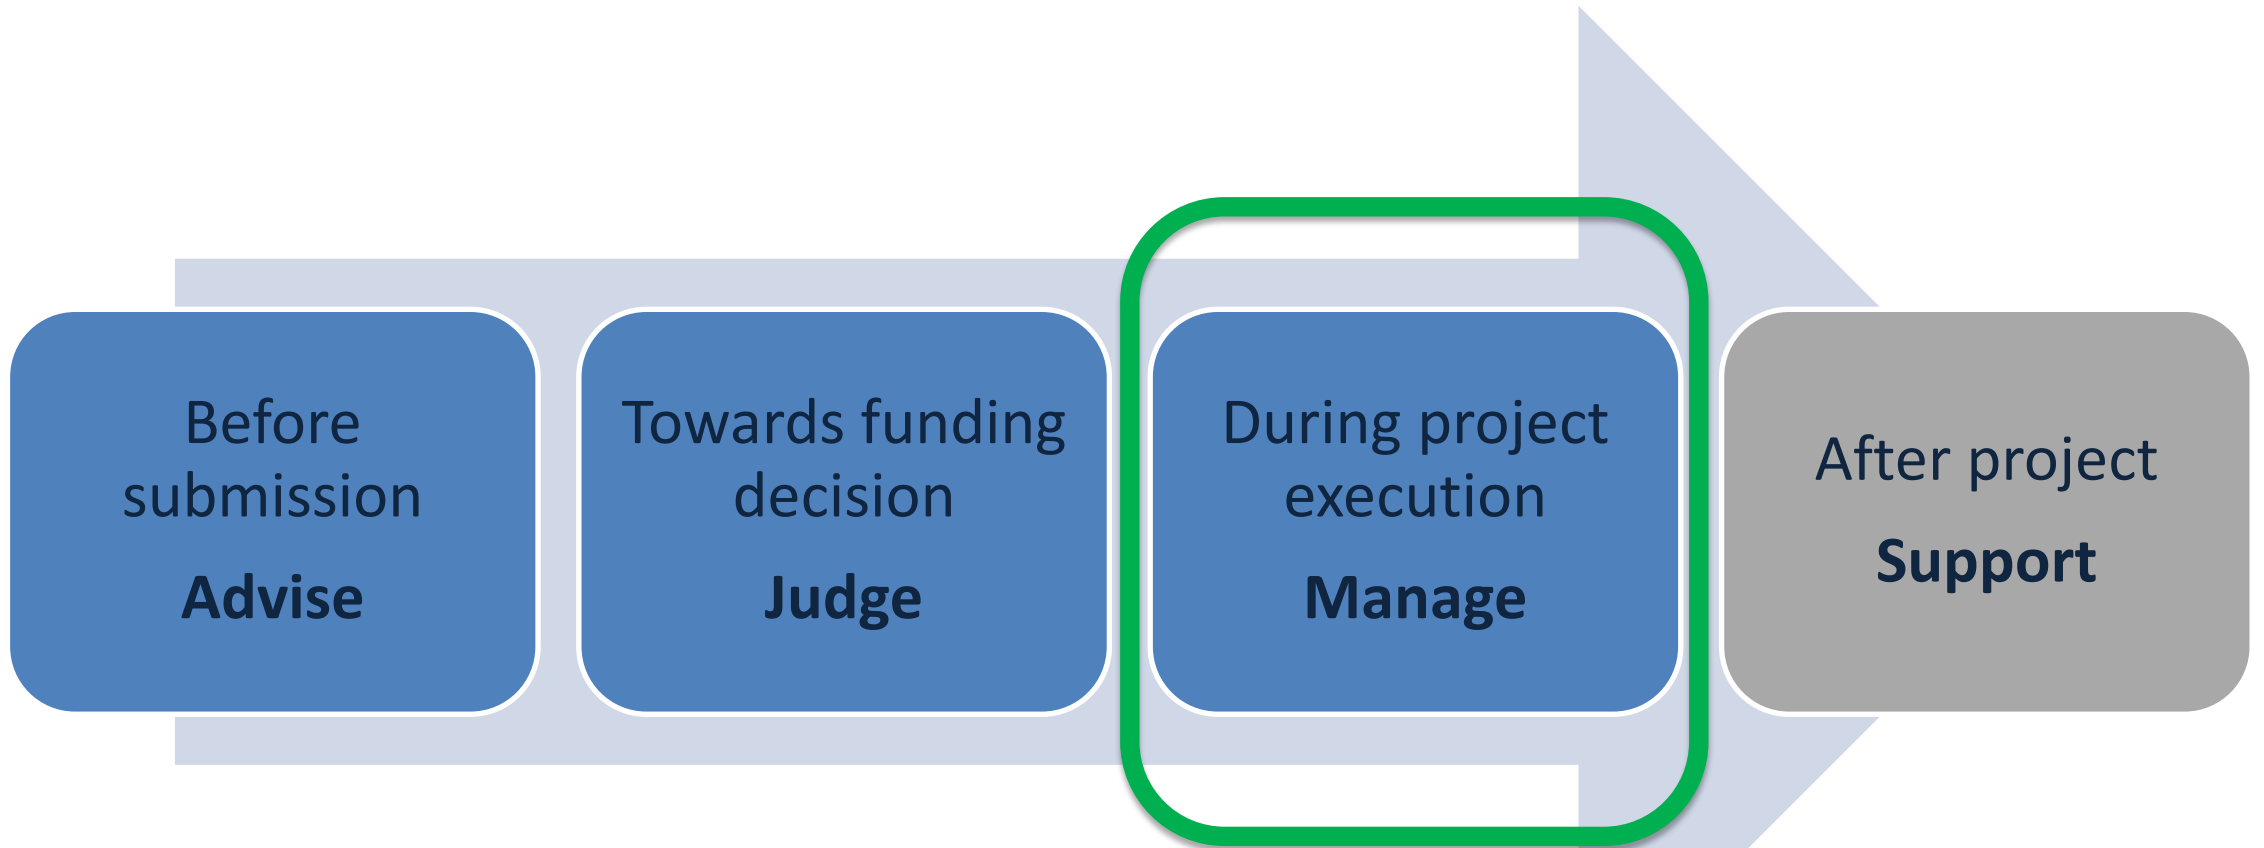 Before
submission
Advise
Towards funding
decision
Judge
During project
execution
Manage
After project
Support